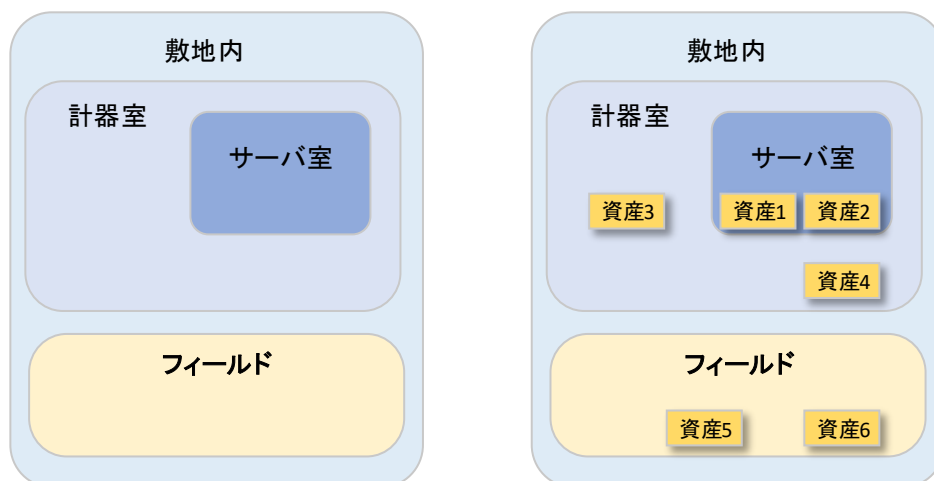 敷地内
計器室
サーバ室
フィールド
敷地内
計器室
サーバ室
資産3
資産1
資産2
資産4
フィールド
資産5
資産6